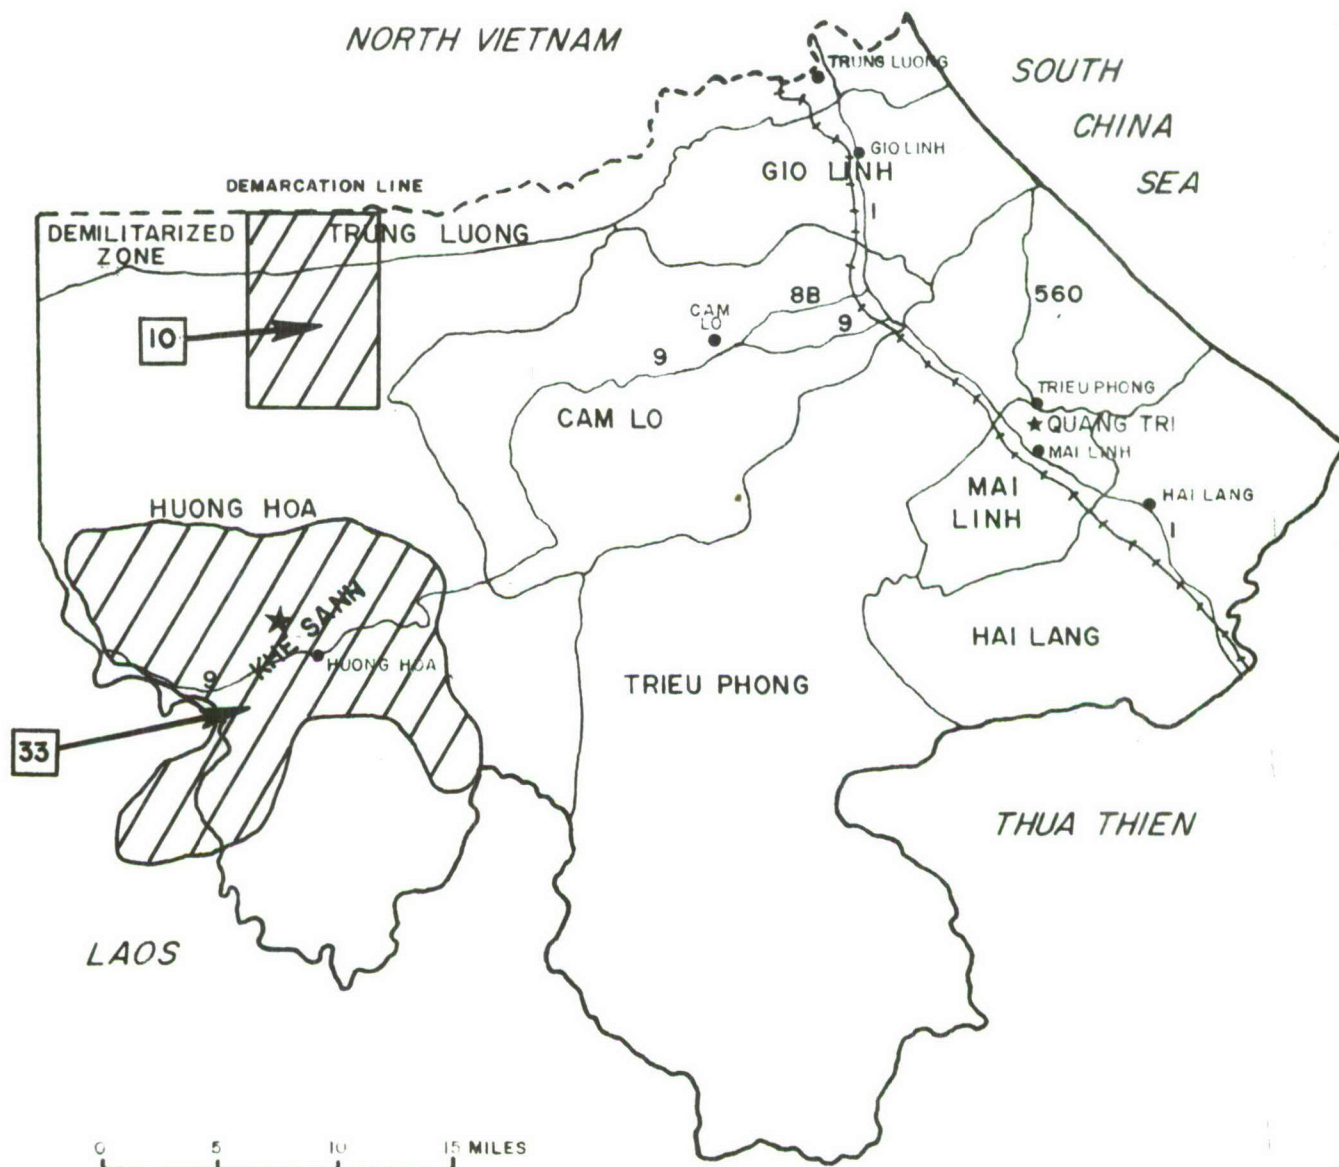 NORTH VIETNAM
SOUTH
CHINA
SEA
TRUNG LUONG
GIO LINH
GIO LINH
1
DEMARCATION LINE
DEMILITARIZED
ZONE
TRUNG LUONG
10
CAM
LO
8B
9
9
560
TRIEU PHONG
QUANG TRI
MAI LINH
CAM LO
MAI
LINH
HAI LANG
1
HUONG HOA
KHE SANN
HUONG HOA
9
33
HAI LANG
TRIEU PHONG
THUA THIEN
LAOS
0 5 10 15 MILES